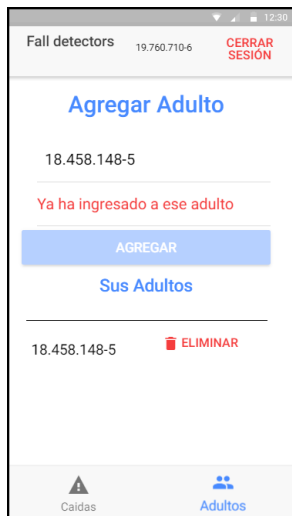 12:30
Fall detectors 19.760.710-6 CERRAR
SESIÓN
Agregar Adulto
18.458.148-5
Ya ha ingresado a ese adulto
AGREGAR
Sus Adultos
18.458.148-5 ELIMINAR
Caidas Adultos